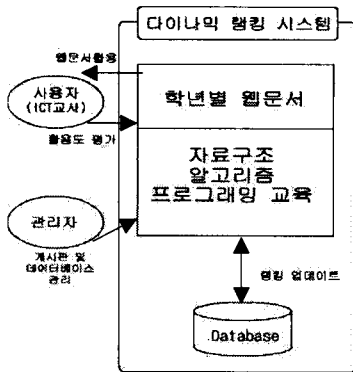 다이나믹 랭킹 시스템
웹문서활용
사용자
(ICT교사)
활용도 평가
학년별 웹문서
자료구조
알고리즘
프로그래밍 교육
관리자
게시판 및
데이터베이스
관리
랭킹 업데이트
Database